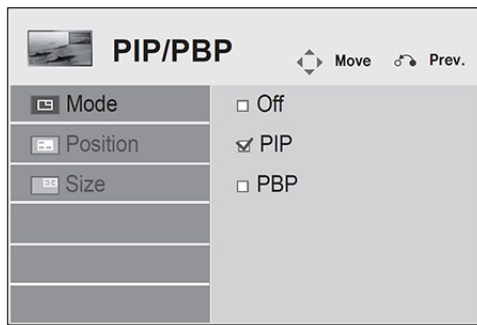 PIP/PBP
Move Prev.
Mode
Off
Position
PIP
Size
PBP